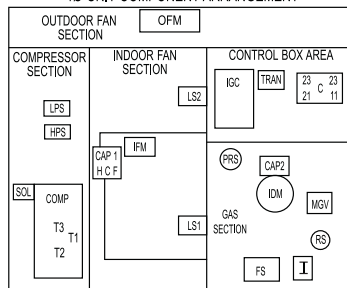 OUTDOOR FAN SECTION
OFM
COMPRESSOR SECTION
LPS
HPS
SOL
COMP
T3
T1
T2
INDOOR FAN SECTION
LS2
IFM
CAP 1
H C F
LS1
CONTROL BOX AREA
IGC
TRAN
23 C 23
21 11
PRS
CAP2
IDM
MGV
GAS SECTION
RS
FS
I